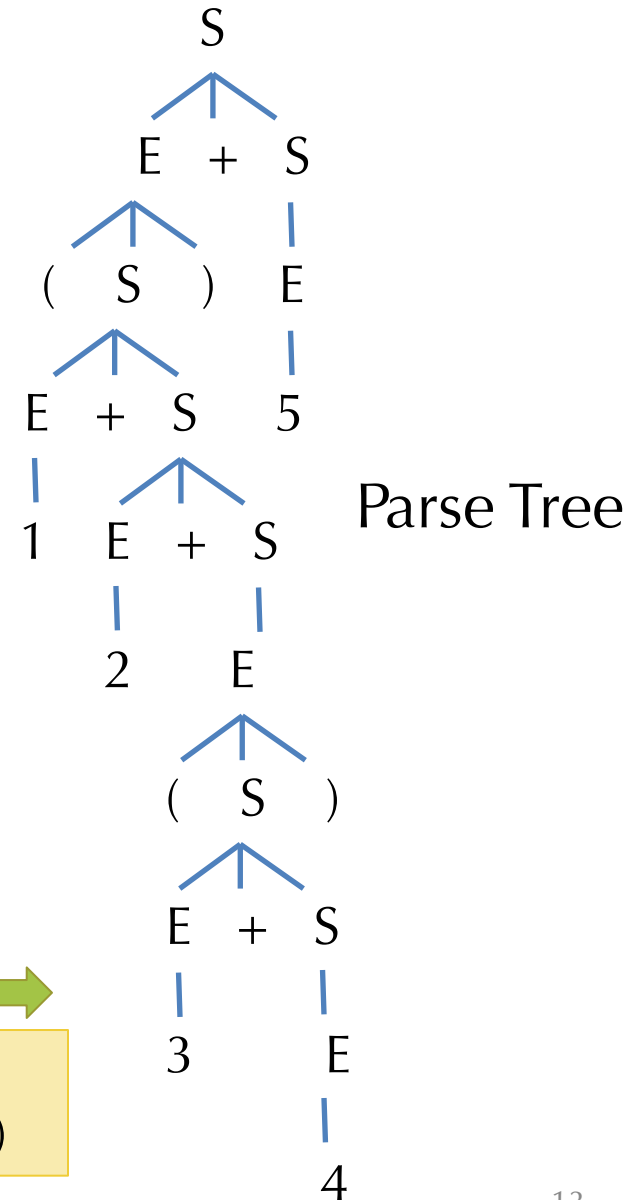 S
E + S
( S ) E
E + S 5
1 E + S
Parse Tree
2 E
( S )
E + S
3 E
)
4